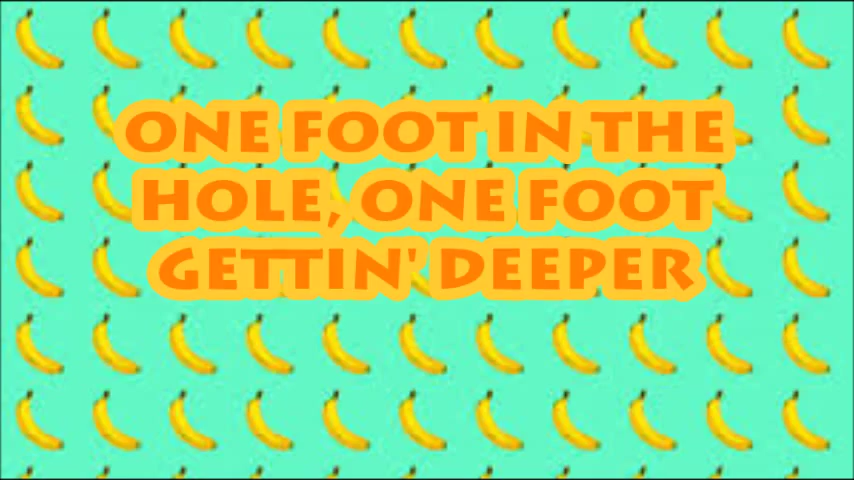 ONE FOOT IN THE
HOLE, ONE FOOT
GETTIN' DEEPER